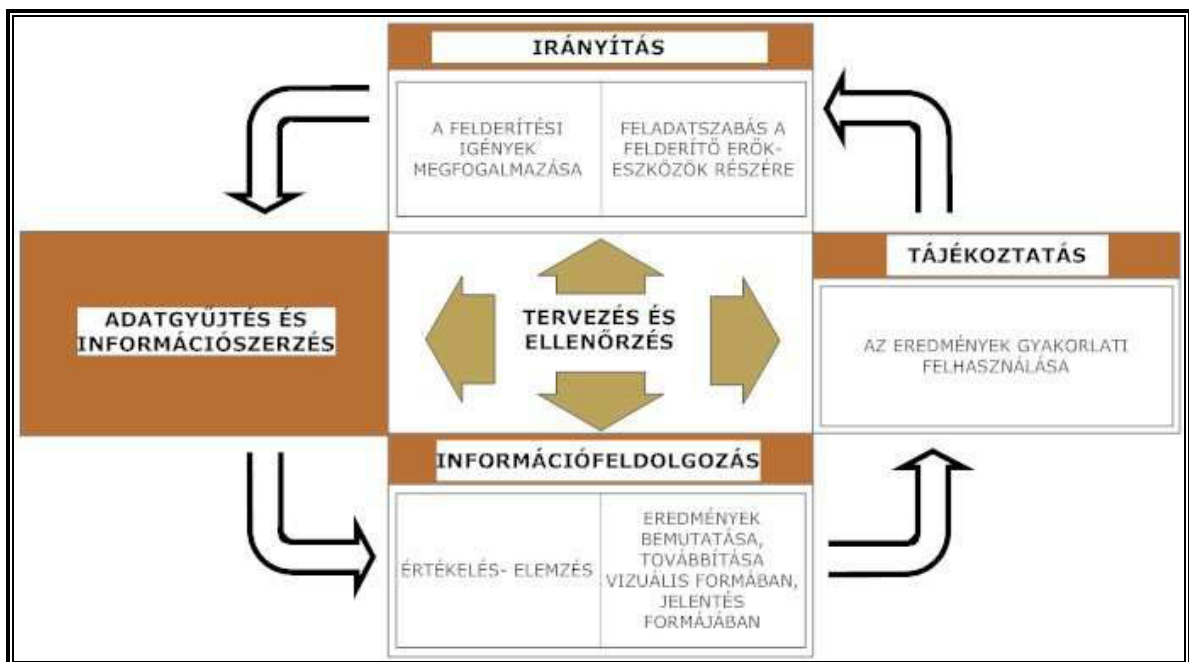 IRÁNYÍTÁS
A FELDERÍTÉSI
IGÉNYEK
MEGFOGALMAZÁSA
FELADATSZABÁS A
FELDERÍTŐ ERŐK-
ESZKÖZÖK RÉSZÉRE
ADATGYŰJTÉS ÉS
INFORMÁCIÓSZERZÉS
TERVEZÉS ÉS
ELLENŐRZÉS
TÁJÉKOZTATÁS
AZ EREDMÉNYEK GYAKORLATI
FELHASZNÁLÁSA
INFORMÁCIÓFELDOLGOZÁS
ÉRTÉKELÉS- ELEMZÉS
EREDMÉNYEK
BEMUTATÁSA,
TOVÁBBÍTÁSA
VIZUÁLIS FORMÁBAN,
JELENTÉS
FORMÁJÁBAN